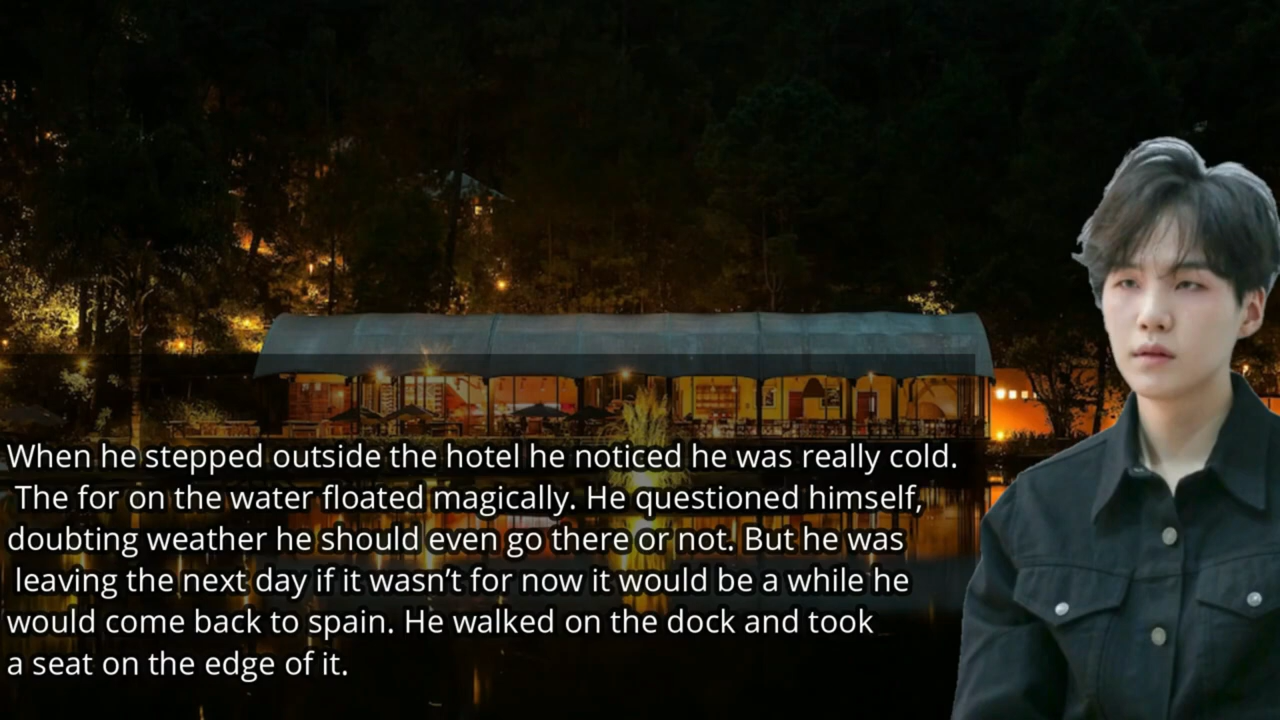 When he stepped outside the hotel he noticed he was really cold.
The for on the water floated magically. He questioned himself,
doubting weather he should even go there or not. But he was
leaving the next day if it wasn’t for now it would be a while he
would come back to spain. He walked on the dock and took
a seat on the edge of it.